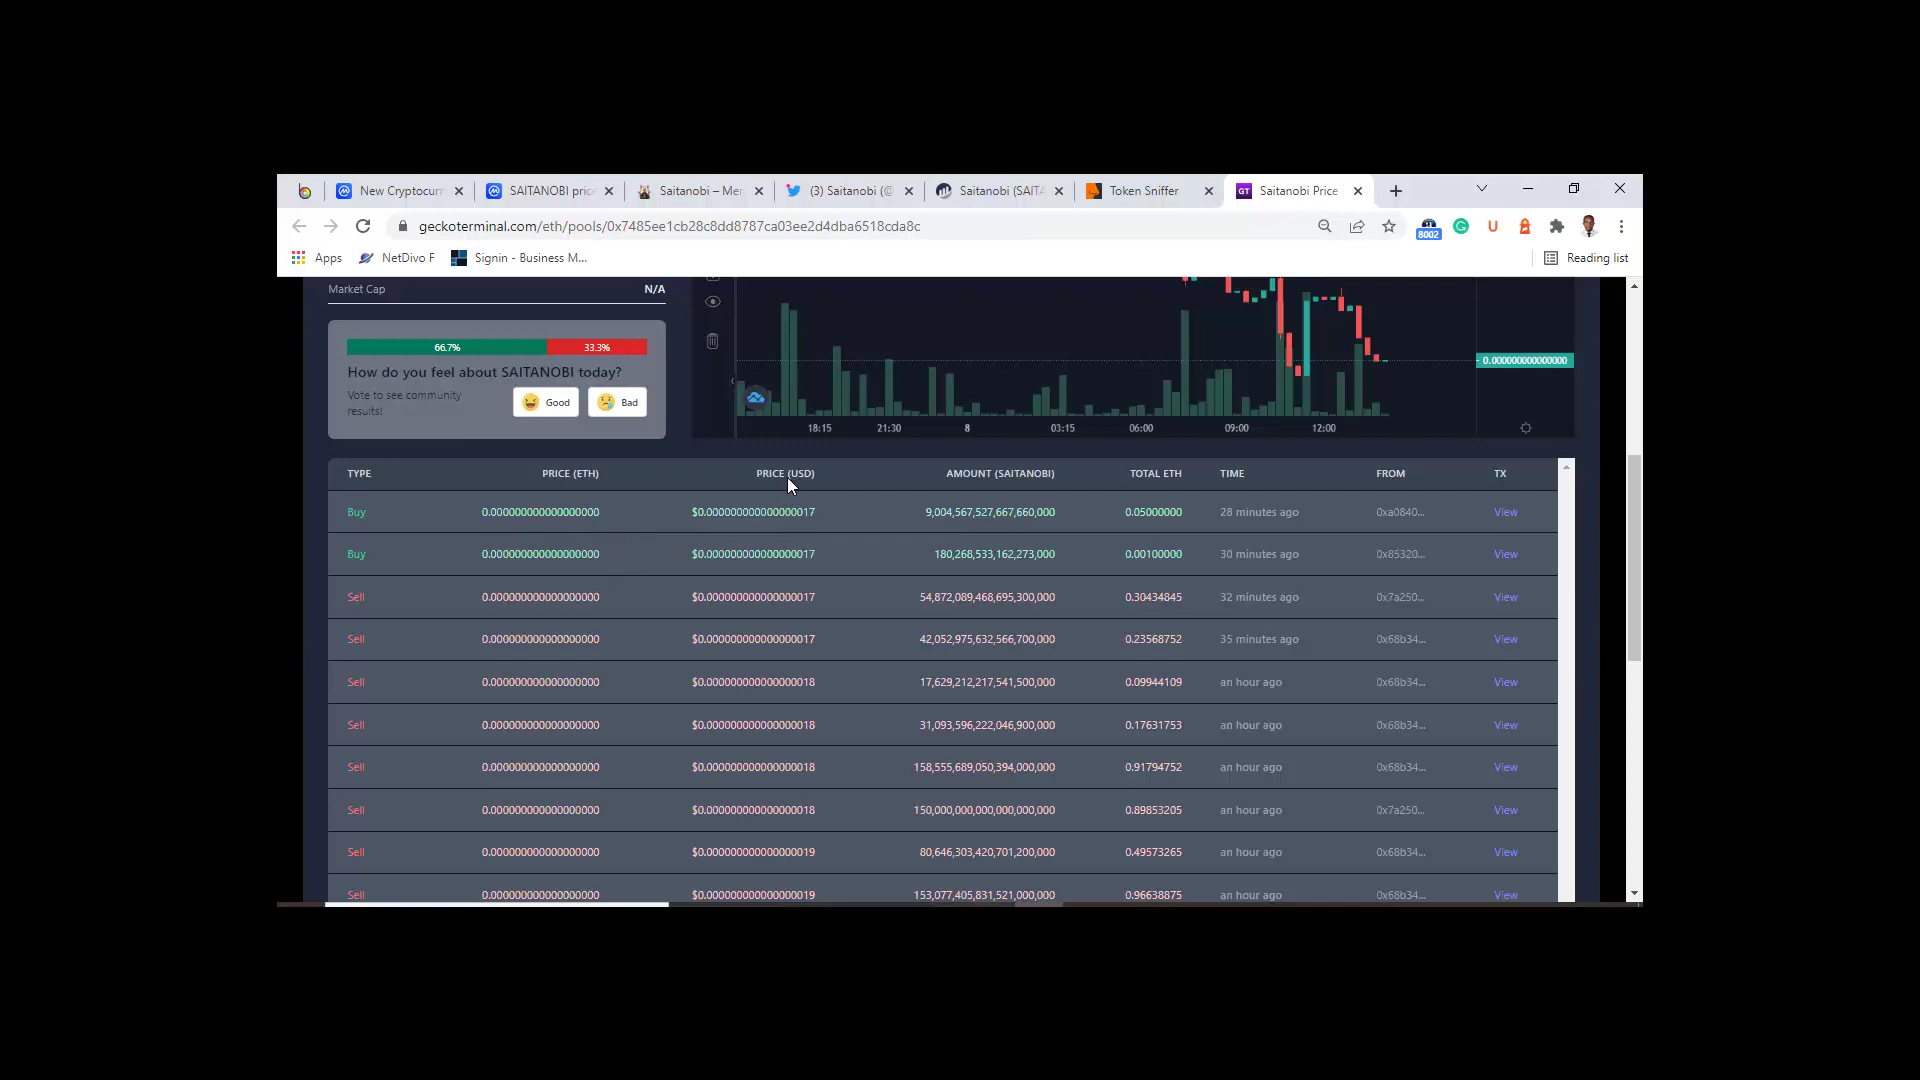 New Cryptocurr
SAITANOBI pric
Saitanobi – Mer
(3) Saitanobi (@
Saitanobi (SAITA
Token Sniffer
GT Saitanobi Price
geckoterminal.com/eth/pools/0x7485ee1cb28c8dd8787ca03ee2d4dba6518cda8c
8002
Apps NetDivo F Signin - Business M... Reading list
Market Cap N/A
66.7% 33.3%
How do you feel about SAITANOBI today?
Vote to see community results!
Good Bad
0.000000000000000
18:15 21:30 8 03:15 06:00 09:00 12:00
TYPE PRICE (ETH) PRICE (USD) AMOUNT (SAITANOBI) TOTAL ETH TIME FROM TX
Buy 0.000000000000000000 $0.000000000000000017 9,004,567,527,667,660,000 0.05000000 28 minutes ago 0xa0840... View
Buy 0.000000000000000000 $0.000000000000000017 180,268,533,162,273,000 0.00100000 30 minutes ago 0x85320... View
Sell 0.000000000000000000 $0.000000000000000017 54,872,089,468,695,300,000 0.30434845 32 minutes ago 0x7a250... View
Sell 0.000000000000000000 $0.000000000000000017 42,052,975,632,566,700,000 0.23568752 35 minutes ago 0x68b34... View
Sell 0.000000000000000000 $0.000000000000000018 17,629,212,217,541,500,000 0.09944109 an hour ago 0x68b34... View
Sell 0.000000000000000000 $0.000000000000000018 31,093,596,222,046,900,000 0.17631753 an hour ago 0x68b34... View
Sell 0.000000000000000000 $0.000000000000000018 158,555,689,050,394,000,000 0.91794752 an hour ago 0x68b34... View
Sell 0.000000000000000000 $0.000000000000000018 150,000,000,000,000,000,000 0.89853205 an hour ago 0x7a250... View
Sell 0.000000000000000000 $0.000000000000000019 80,646,303,420,701,200,000 0.49573265 an hour ago 0x68b34... View
Sell 0.000000000000000000 $0.000000000000000019 153,077,405,831,521,000,000 0.96638875 an hour ago 0x68b34... View